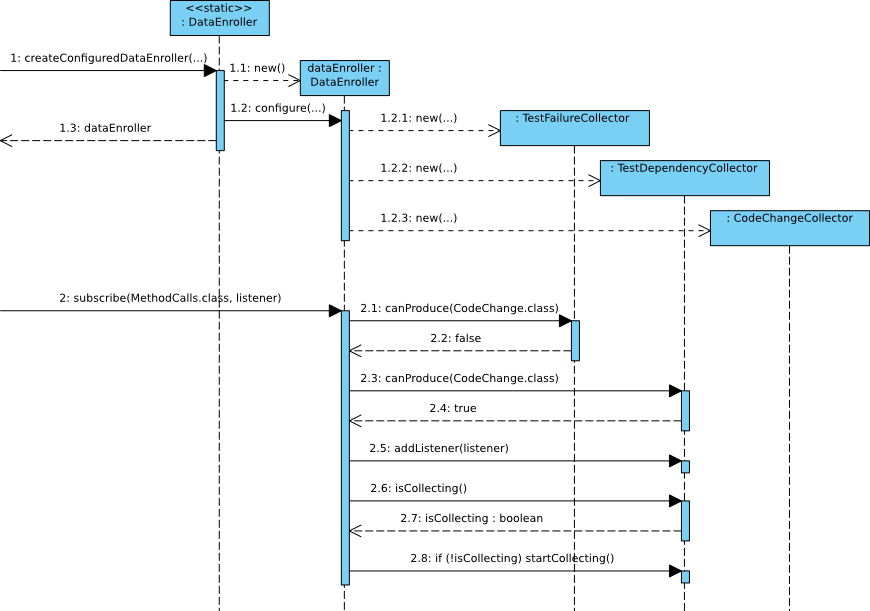 <<static>>
: DataEnroller
1: createConfiguredDataEnroller(...)
1.1: new()
dataEnroller :
DataEnroller
1.2: configure(...)
1.2.1: new(...)
: TestFailureCollector
1.3: dataEnroller
1.2.2: new(...)
: TestDependencyCollector
1.2.3: new(...)
: CodeChangeCollector
2: subscribe(MethodCalls.class, listener)
2.1: canProduce(CodeChange.class)
2.2: false
2.3: canProduce(CodeChange.class)
2.4: true
2.5: addListener(listener)
2.6: isCollecting()
2.7: isCollecting : boolean
2.8: if (!isCollecting) startCollecting()